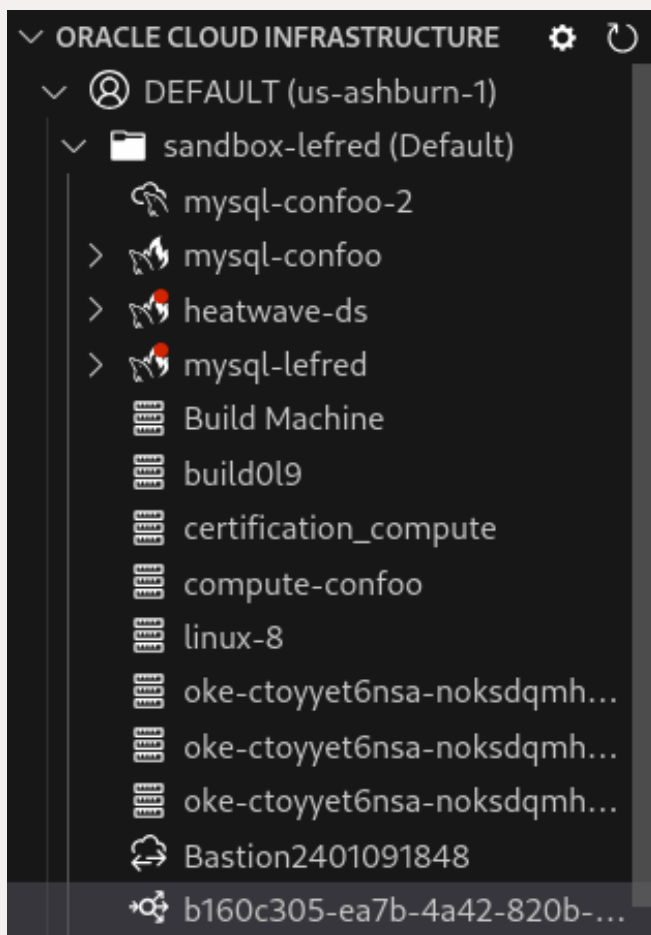 ORACLE CLOUD INFRASTRUCTURE
DEFAULT (us-ashburn-1)
sandbox-lefred (Default)
mysql-confoo-2
mysql-confoo
heatwave-ds
mysql-lefred
Build Machine
build0l9
certification_compute
compute-confoo
linux-8
oke-ctoyyet6nsa-noksdqmh...
oke-ctoyyet6nsa-noksdqmh...
oke-ctoyyet6nsa-noksdqmh...
Bastion2401091848
b160c305-ea7b-4a42-820b-...